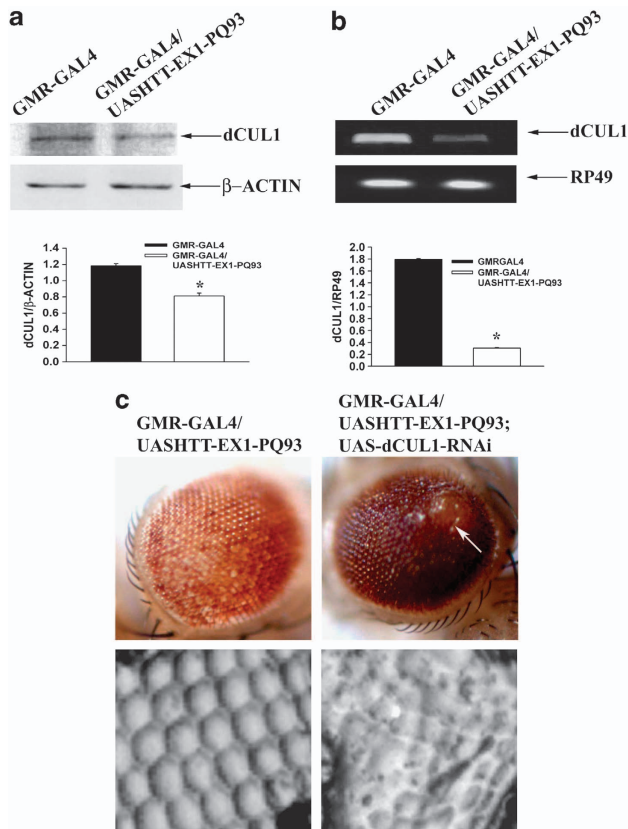 a
GMR-GAL4
GMR-GAL4/
UASHTT-EX1-PQ93
dCUL1
β-ACTIN
GMR-GAL4
GMR-GAL4/
UASHTT-EX1-PQ93
dCUL1/β-ACTIN
1.4
1.2
1.0
0.8
0.6
0.4
0.2
0.0
*
b
GMR-GAL4
GMR-GAL4/
UASHTT-EX1-PQ93
dCUL1
RP49
GMRGAL4
GMR-GAL4/
UASHTT-EX1-PQ93
dCUL1/RP49
2.0
1.8
1.6
1.4
1.2
1.0
0.8
0.6
0.4
0.2
0.0
*
c
GMR-GAL4/
UASHTT-EX1-PQ93
GMR-GAL4/
UASHTT-EX1-PQ93;
UAS-dCUL1-RNAi